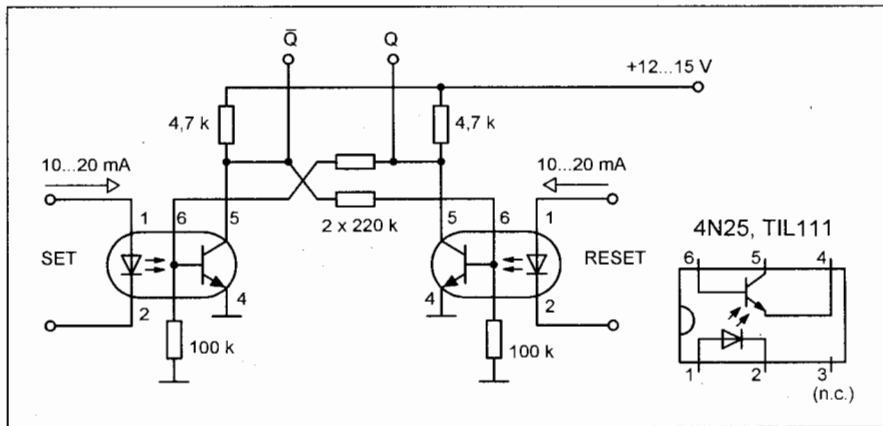 Q̄ Q
+12...15 V
4,7 k 4,7 k
10...20 mA 10...20 mA
1 6 5 5 6 1
2 x 220 k
4N25, TIL111
SET RESET
6 5 4
4 4
2 2
100 k 100 k
1 2 3
(n.c.)